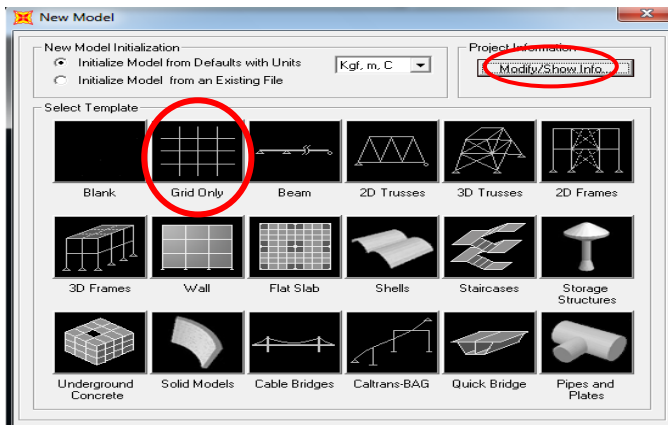 New Model
New Model Initialization
Project Information
Initialize Model from Defaults with Units
Kgf, m, C
Modify/Show Info...
Initialize Model from an Existing File
Select Template
Blank
Grid Only
Beam
2D Trusses
3D Trusses
2D Frames
3D Frames
Wall
Flat Slab
Shells
Staircases
Storage
Structures
Underground
Concrete
Solid Models
Cable Bridges
Caltrans-BAG
Quick Bridge
Pipes and
Plates